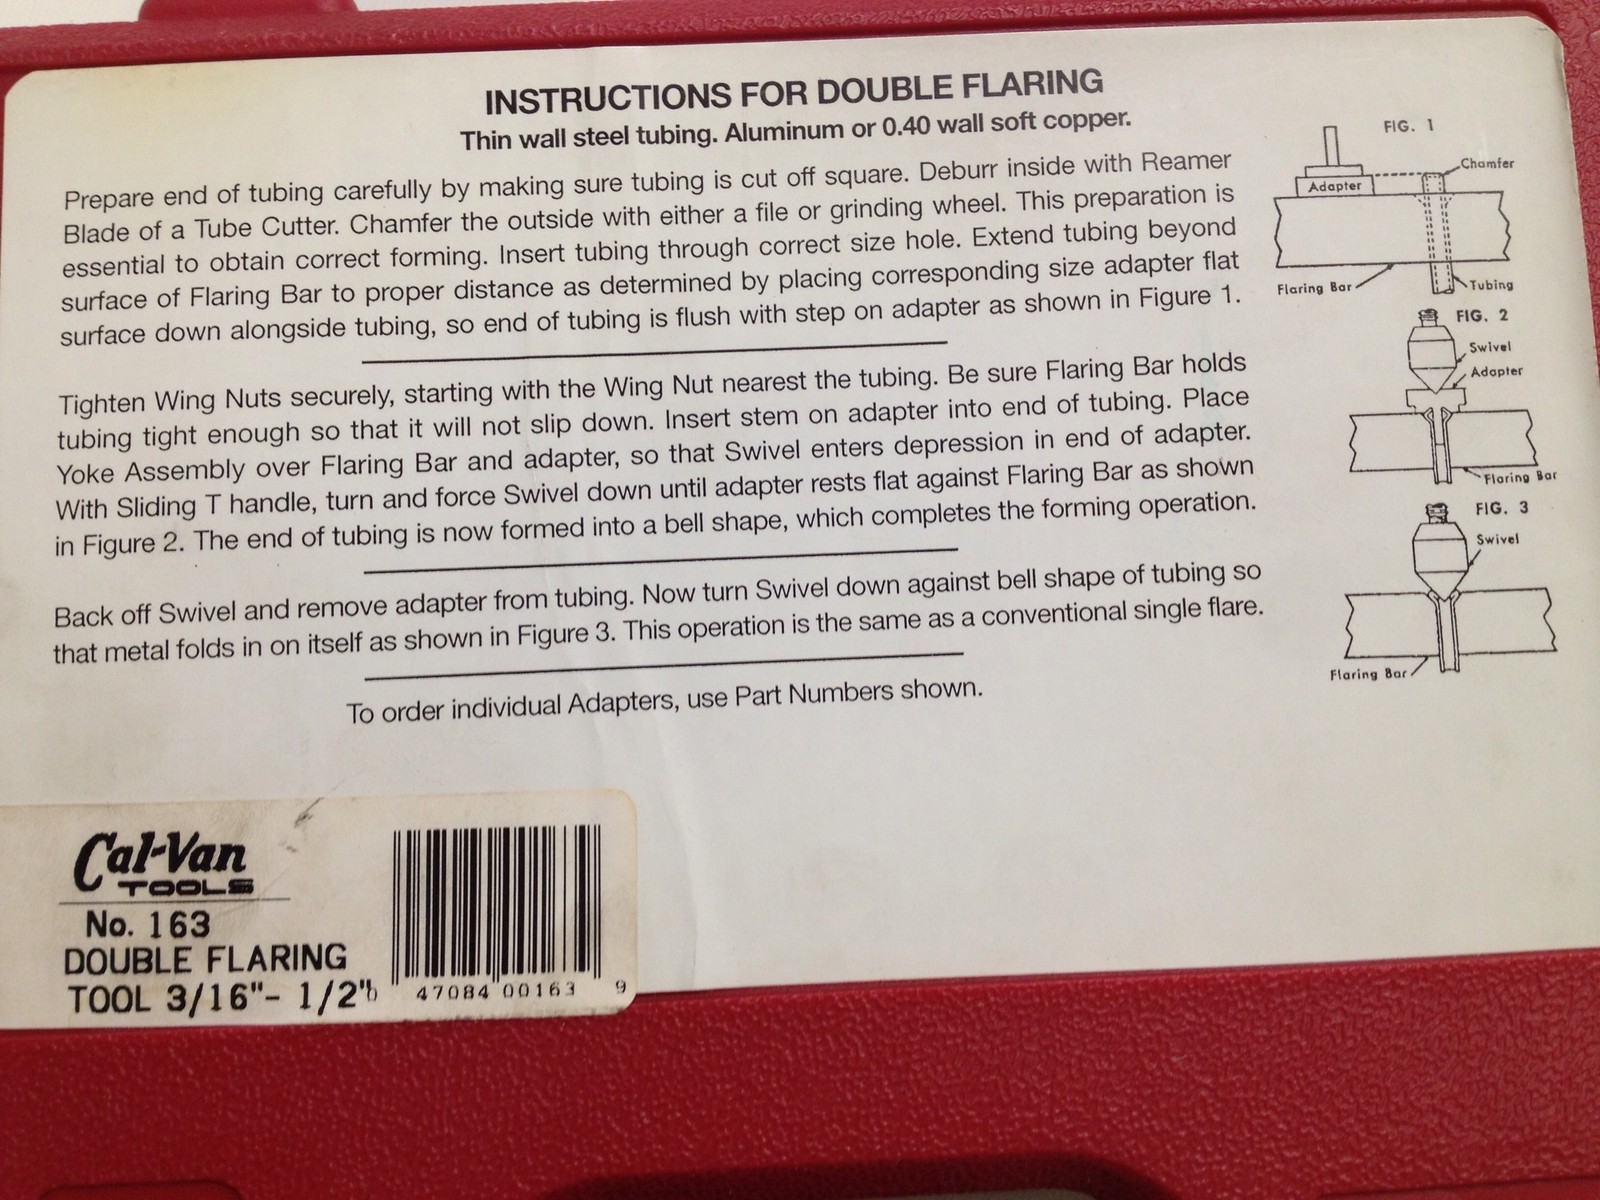 INSTRUCTIONS FOR DOUBLE FLARING
Thin wall steel tubing. Aluminum or 0.40 wall soft copper.
Prepare end of tubing carefully by making sure tubing is cut off square. Deburr inside with Reamer
Blade of a Tube Cutter. Chamfer the outside with either a file or grinding wheel. This preparation is
essential to obtain correct forming. Insert tubing through correct size hole. Extend tubing beyond
surface of Flaring Bar to proper distance as determined by placing corresponding size adapter flat
surface down alongside tubing, so end of tubing is flush with step on adapter as shown in Figure 1.
Tighten Wing Nuts securely, starting with the Wing Nut nearest the tubing. Be sure Flaring Bar holds
tubing tight enough so that it will not slip down. Insert stem on adapter into end of tubing. Place
Yoke Assembly over Flaring Bar and adapter, so that Swivel enters depression in end of adapter.
With Sliding T handle, turn and force Swivel down until adapter rests flat against Flaring Bar as shown
in Figure 2. The end of tubing is now formed into a bell shape, which completes the forming operation.
Back off Swivel and remove adapter from tubing. Now turn Swivel down against bell shape of tubing so
that metal folds in on itself as shown in Figure 3. This operation is the same as a conventional single flare.
To order individual Adapters, use Part Numbers shown.
FIG. 1
Chamfer
Adapter
Flaring Bar
Tubing
FIG. 2
Swivel
Adapter
Flaring Bar
FIG. 3
Swivel
Flaring Bar
Cal-Van
TOOLS
No. 163
DOUBLE FLARING
TOOL 3/16"- 1/2"
0 47084 00163 9